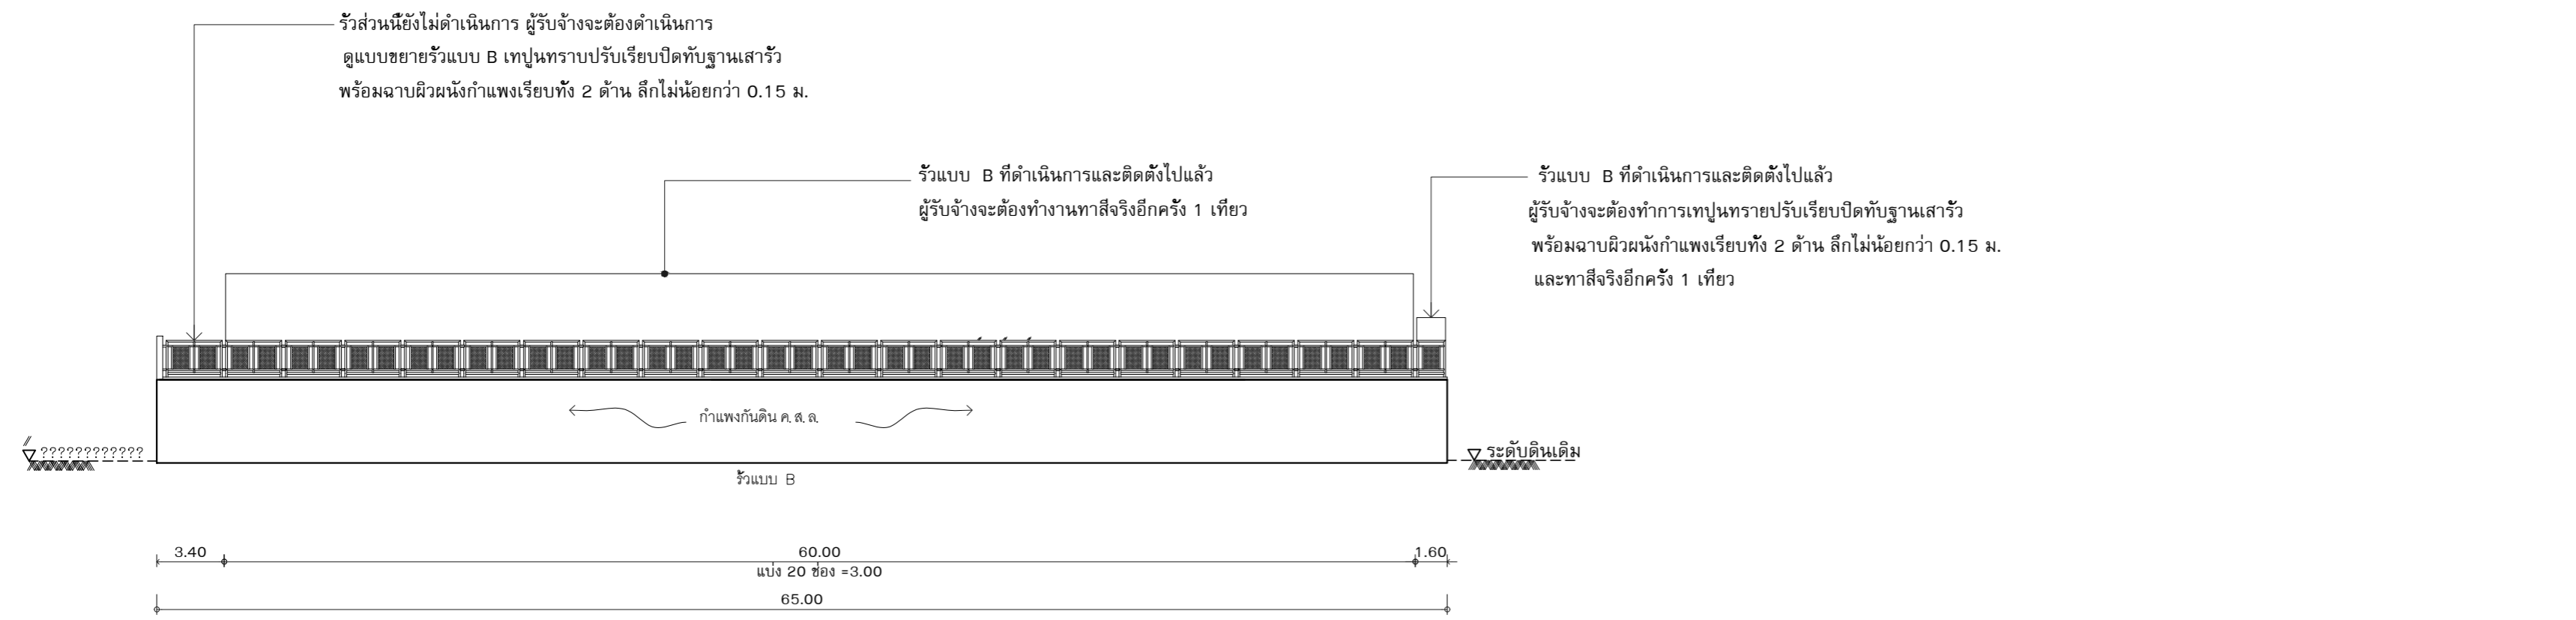 รั้วส่วนนี้ยังไม่ดำเนินการ ผู้รับจ้างจะต้องดำเนินการ
ดูแบบขยายรั้วแบบ B เทปูนทราบปรับเรียบปิดทับฐานเสารั้ว
พร้อมฉาบผิวผนังกำแพงเรียบทั้ง 2 ด้าน ลึกไม่น้อยกว่า 0.15 ม.
รั้วแบบ B ที่ดำเนินการและติดตั้งไปแล้ว
ผู้รับจ้างจะต้องทำงานทาสีจริงอีกครั้ง 1 เที่ยว
รั้วแบบ B ที่ดำเนินการและติดตั้งไปแล้ว
ผู้รับจ้างจะต้องทำการเทปูนทรายปรับเรียบปิดทับฐานเสารั้ว
พร้อมฉาบผิวผนังกำแพงเรียบทั้ง 2 ด้าน ลึกไม่น้อยกว่า 0.15 ม.
และทาสีจริงอีกครั้ง 1 เที่ยว
กำแพงกันดิน ค.ส.ล.
????????????
ระดับดินเดิม
รั้วแบบ B
3.40
60.00
1.60
แบ่ง 20 ช่อง =3.00
65.00